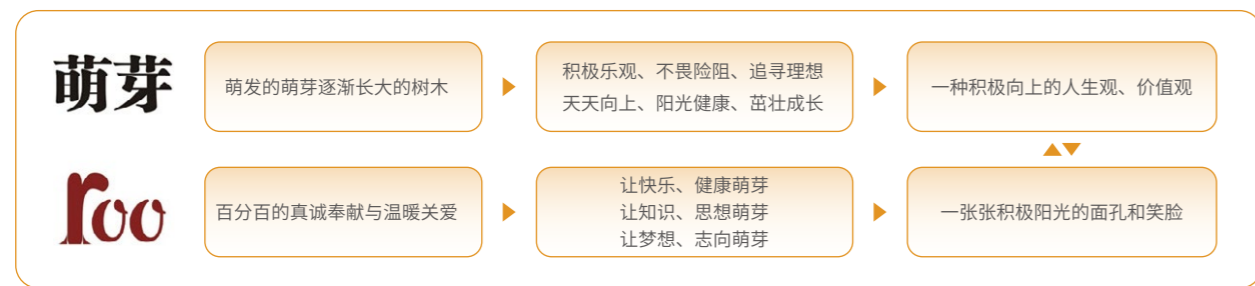 萌芽
萌发的萌芽逐渐长大的树木
积极乐观、不畏险阻、追寻理想
天天向上、阳光健康、茁壮成长
一种积极向上的人生观、价值观
roo
百分百的真诚奉献与温暖关爱
让快乐、健康萌芽
让知识、思想萌芽
让梦想、志向萌芽
一张张积极阳光的面孔和笑脸